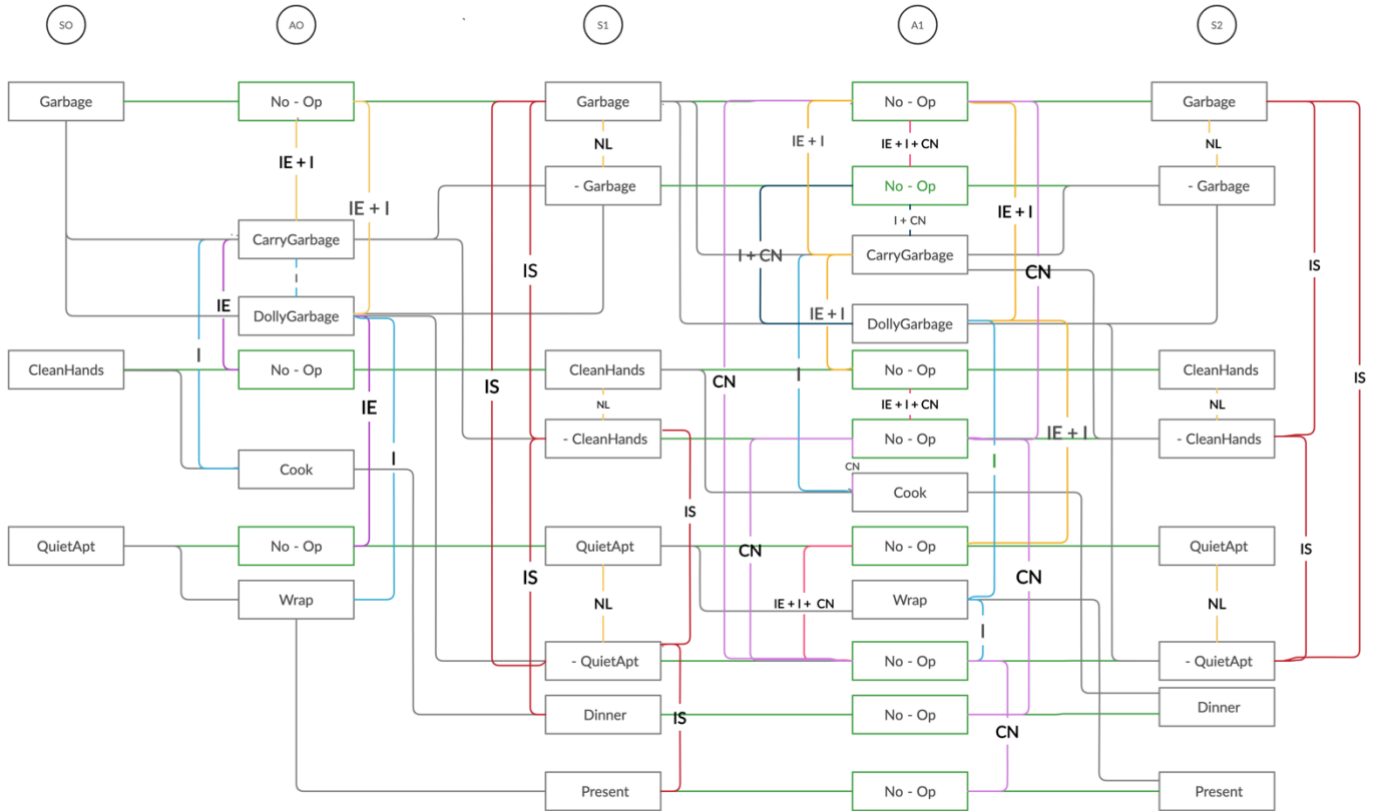 SO AO S1 A1 S2
Garbage No - Op Garbage No - Op Garbage
IE + I NL IE + I IE + I + CN NL
IE + I
- Garbage No - Op - Garbage
IE + I
I + CN
CarryGarbage
I + CN CarryGarbage
IS IS
CN
I
IE
DollyGarbage
IE + I
DollyGarbage
I
CleanHands No - Op CleanHands No - Op CleanHands
I
IS
CN
IS
IE
NL IE + I + CN NL
- CleanHands No - Op IE + I - CleanHands
I
I
CN
Cook Cook
IS
QuietApt No - Op QuietApt No - Op QuietApt
CN
IS
IS
CN
Wrap NL IE + I + CN Wrap NL
I
- QuietApt No - Op - QuietApt
Dinner No - Op Dinner
IS
CN
Present No - Op Present